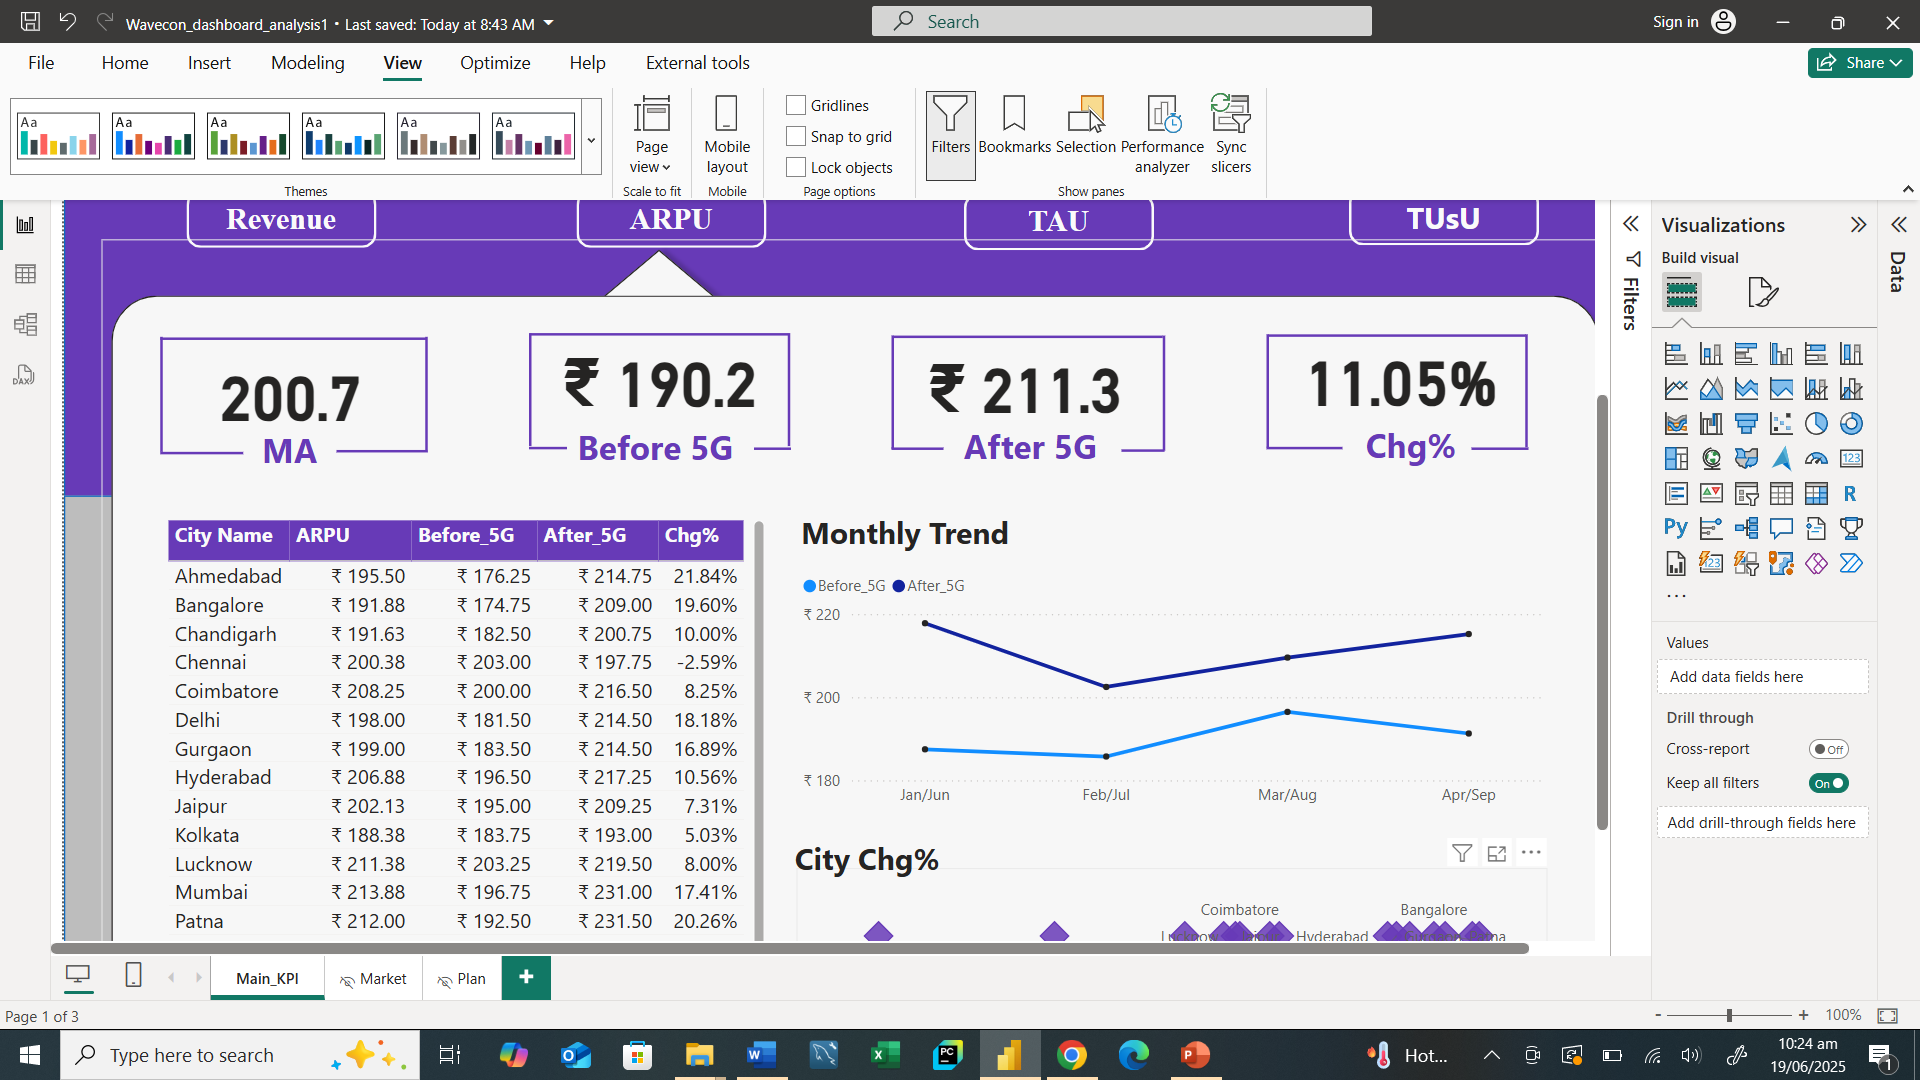 Wavecon_dashboard_analysis1 • Last saved: Today at 8:43 AM
Search
Sign in
File Home Insert Modeling View Optimize Help External tools
Share
Aa Aa Aa Aa Aa Aa
Themes
Page view
Scale to fit
Mobile layout
Mobile
Gridlines
Snap to grid
Lock objects
Page options
Filters
Bookmarks
Selection
Performance analyzer
Sync slicers
Show panes
Revenue ARPU TAU TUsU
200.7
MA
₹ 190.2
Before 5G
₹ 211.3
After 5G
11.05%
Chg%
City Name ARPU Before_5G After_5G Chg%
Ahmedabad ₹ 195.50 ₹ 176.25 ₹ 214.75 21.84%
Bangalore ₹ 191.88 ₹ 174.75 ₹ 209.00 19.60%
Chandigarh ₹ 191.63 ₹ 182.50 ₹ 200.75 10.00%
Chennai ₹ 200.38 ₹ 203.00 ₹ 197.75 -2.59%
Coimbatore ₹ 208.25 ₹ 200.00 ₹ 216.50 8.25%
Delhi ₹ 198.00 ₹ 181.50 ₹ 214.50 18.18%
Gurgaon ₹ 199.00 ₹ 183.50 ₹ 214.50 16.89%
Hyderabad ₹ 206.88 ₹ 196.50 ₹ 217.25 10.56%
Jaipur ₹ 202.13 ₹ 195.00 ₹ 209.25 7.31%
Kolkata ₹ 188.38 ₹ 183.75 ₹ 193.00 5.03%
Lucknow ₹ 211.38 ₹ 203.25 ₹ 219.50 8.00%
Mumbai ₹ 213.88 ₹ 196.75 ₹ 231.00 17.41%
Patna ₹ 212.00 ₹ 192.50 ₹ 231.50 20.26%
Monthly Trend
Before_5G After_5G
₹ 220
₹ 200
₹ 180
Jan/Jun Feb/Jul Mar/Aug Apr/Sep
City Chg%
Coimbatore Bangalore
Lucknow Hyderabad
Filters
Visualizations
Build visual
123
R
Py
123
Values
Add data fields here
Drill through
Cross-report Off
Keep all filters On
Add drill-through fields here
Data
DAX
Main_KPI Market Plan +
Page 1 of 3
- + 100%
Type here to search
PC
Hot...
10:24 am
19/06/2025
1